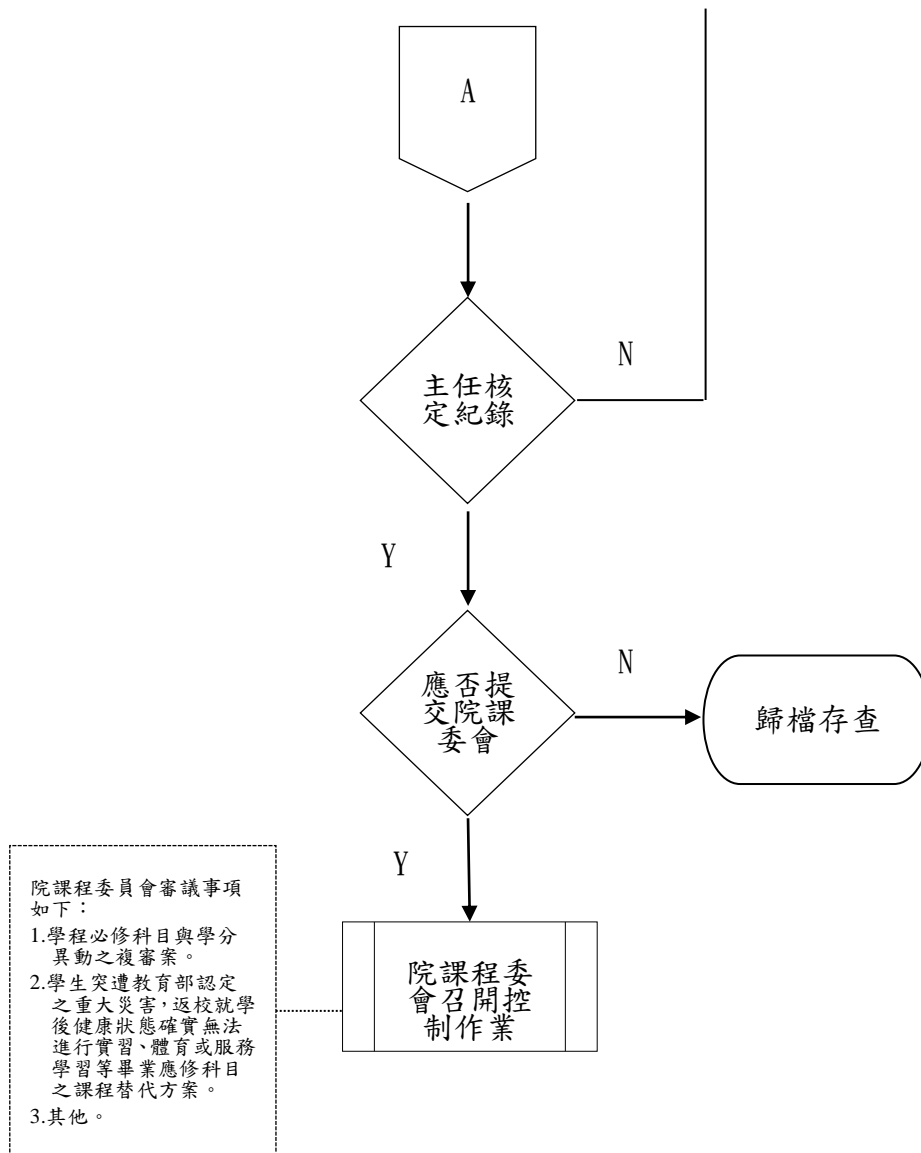 A
主任核
定紀錄
N
Y
應否提
交院課
委會
N
歸檔存查
Y
院課程委
會召開控
制作業
院課程委員會審議事項
如下：
1.學程必修科目與學分
異動之複審案。
2.學生突遭教育部認定
之重大災害，返校就學
後健康狀態確實無法
進行實習、體育或服務
學習等畢業應修科目
之課程替代方案。
3.其他。